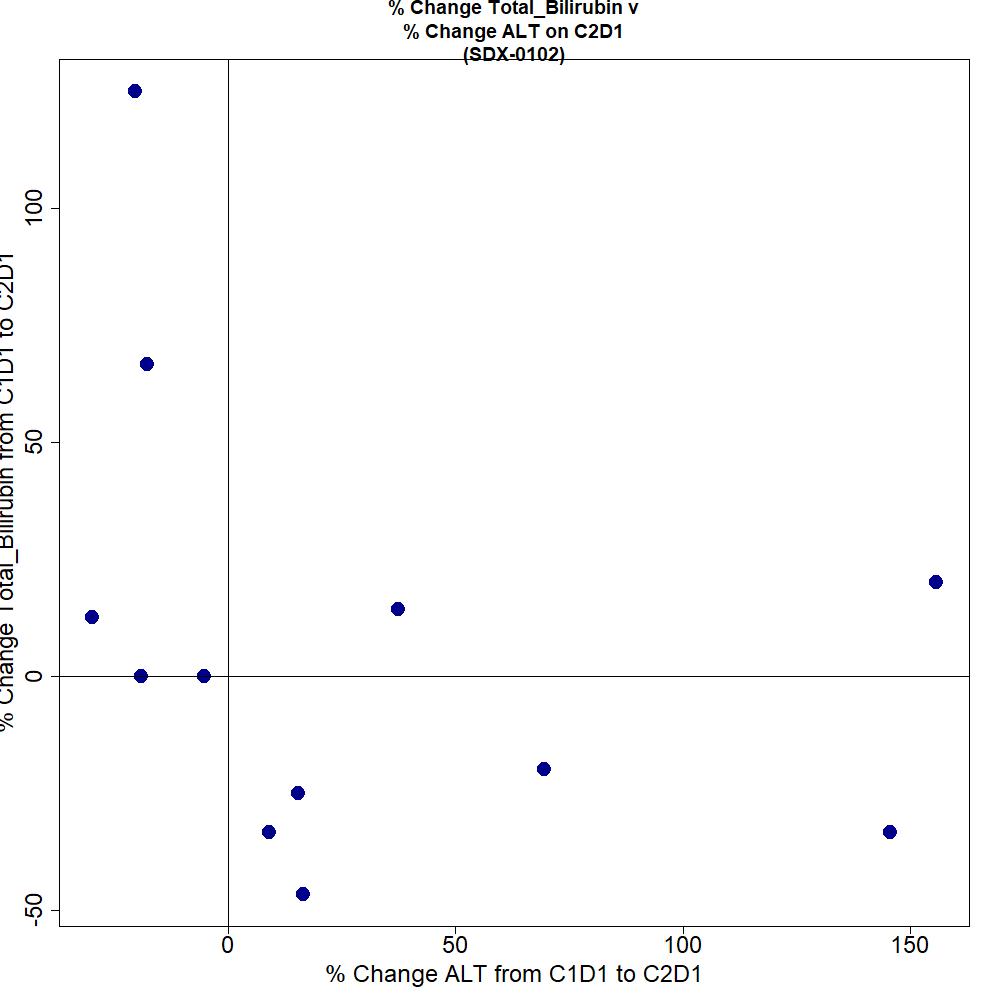 % Change Total_Bilirubin v
% Change ALT on C2D1
(SDX-0102)
% Change Total_Bilirubin from C1D1 to C2D1
100
50
0
-50
0
50
100
150
% Change ALT from C1D1 to C2D1